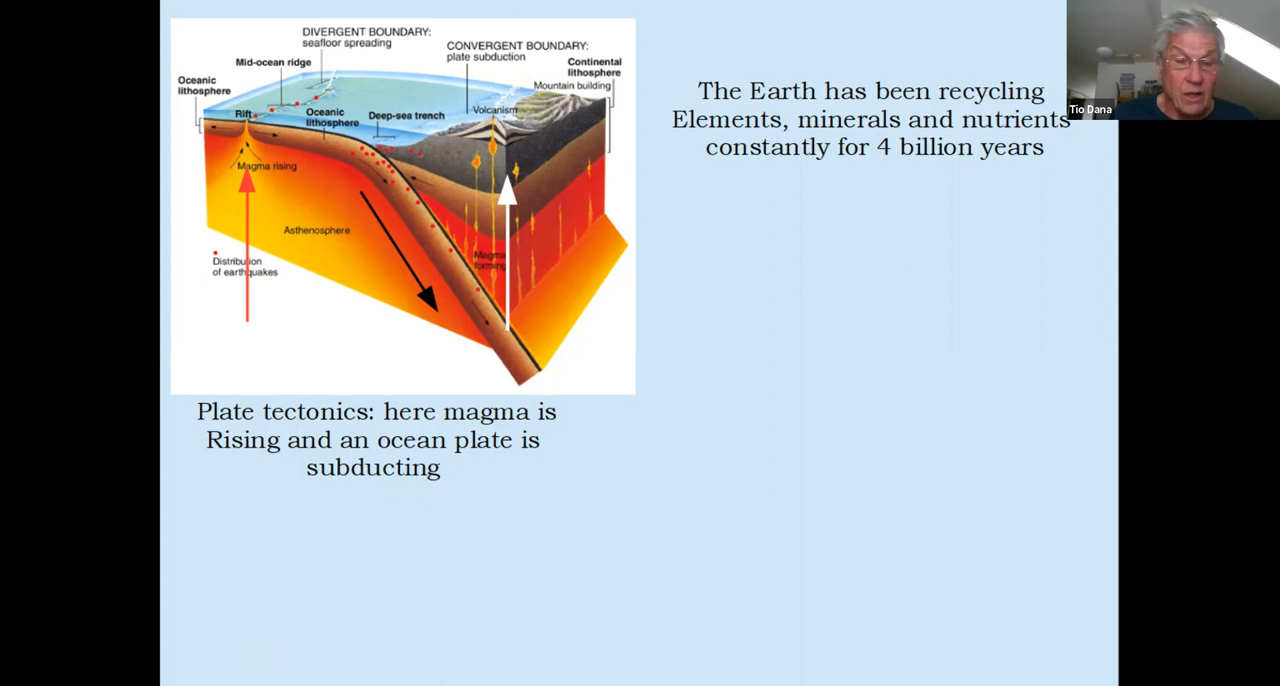 DIVERGENT BOUNDARY:
seafloor spreading
CONVERGENT BOUNDARY:
plate subduction
Mid-ocean ridge
Continental
lithosphere
Oceanic
lithosphere
Mountain building
Rift
Oceanic
lithosphere
Deep-sea trench
Volcanism
Magma rising
Asthenosphere
Magma
forming
Distribution
of earthquakes
Plate tectonics: here magma is
Rising and an ocean plate is
subducting
The Earth has been recycling
Elements, minerals and nutrients
constantly for 4 billion years
Tio Dana